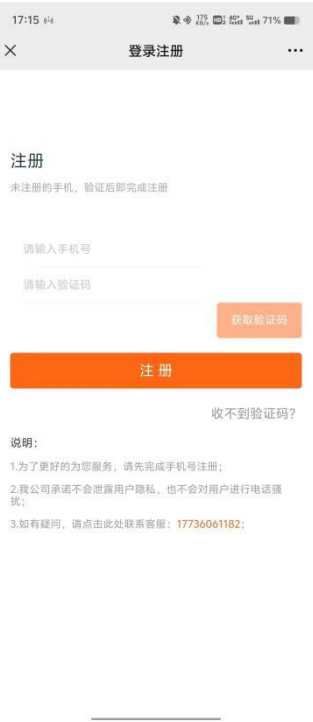 17:15
175 KB/s HD 4G+ 5G 71%
登录注册
注册
未注册的手机，验证后即完成注册
请输入手机号
请输入验证码
获取验证码
注 册
收不到验证码?
说明：
1.为了更好的为您服务，请先完成手机号注册；
2.我公司承诺不会泄露用户隐私，也不会对用户进行电话骚
扰；
3.如有疑问，请点击此处联系客服：17736061182；